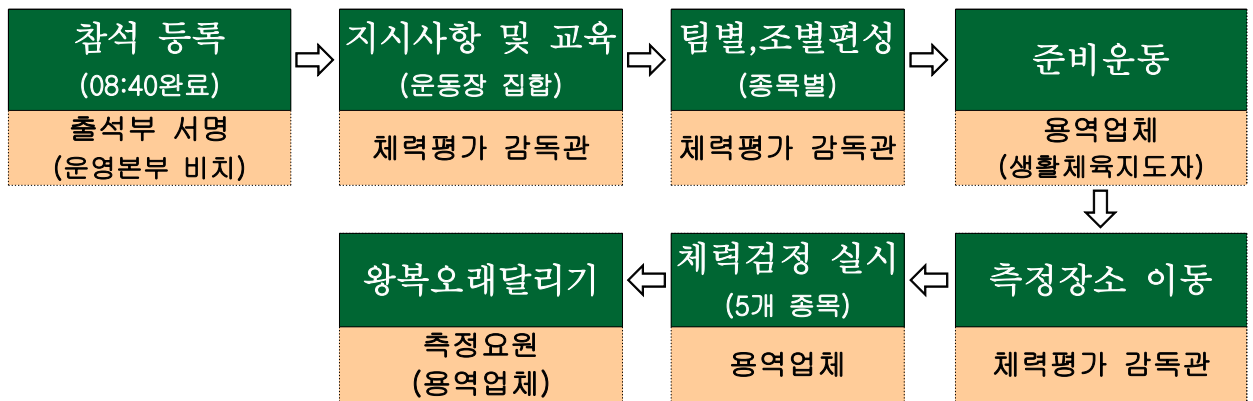 참석 등록
(08:40완료)
출석부 서명
(운영본부 비치)
지시사항 및 교육
(운동장 집합)
체력평가 감독관
팀별,조별편성
(종목별)
체력평가 감독관
준비운동
용역업체
(생활체육지도자)
측정장소 이동
체력평가 감독관
체력검정 실시
(5개 종목)
용역업체
왕복오래달리기
측정요원
(용역업체)